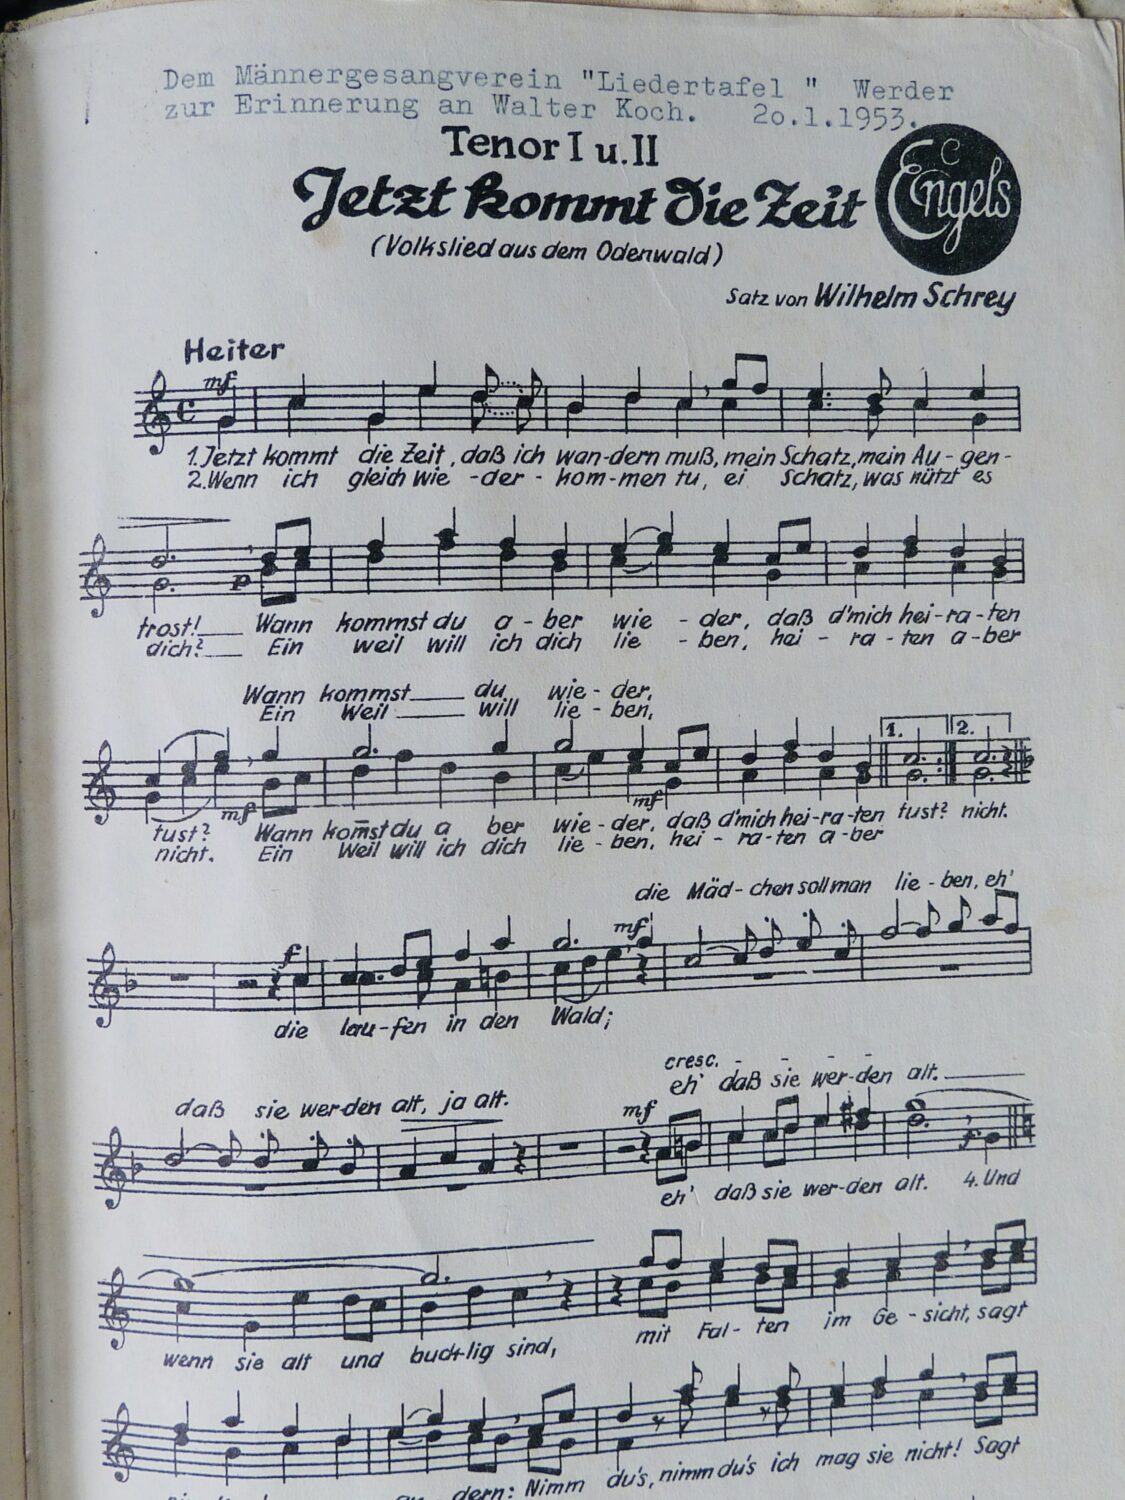 Dem Männergesangverein "Liedertafel " Werder
zur Erinnerung an Walter Koch. 2o.1.1953.
Tenor I u. II
Jetzt kommt die Zeit
C Engels
(Volkslied aus dem Odenwald)
Satz von Wilhelm Schrey
Heiter
mf
1. Jetzt kommt die Zeit, daß ich wan-dern muß, mein Schatz, mein Au-gen-
2. Wenn ich gleich wie-der-kom-men tu, ei Schatz, was nützt es
p
trost! Wann kommst du a-ber wie-der, daß d'mich hei-ra-ten
dich? Ein weil will ich dich lie-ben, hei-ra-ten a-ber
Wann kommst du wie-der,
Ein Weil will lie-ben,
1. 2.
mf mf
tust? Wann kom̄st du a ber wie-der, daß d'mich hei-ra-ten tust? nicht.
nicht. Ein Weil will ich dich lie-ben, hei-ra-ten a-ber
die Mäd-chen soll man lie-ben, eh'
f mf
die lau-fen in den Wald;
cresc.
eh' daß sie wer-den alt.
daß sie wer-den alt, ja alt.
mf
f
eh' daß sie wer-den alt. 4. Und
wenn sie alt und buck-lig sind, mit Fal-ten im Ge-sicht, sagt
dern: Nimm du's, nimm du's ich mag sie nicht! Sagt